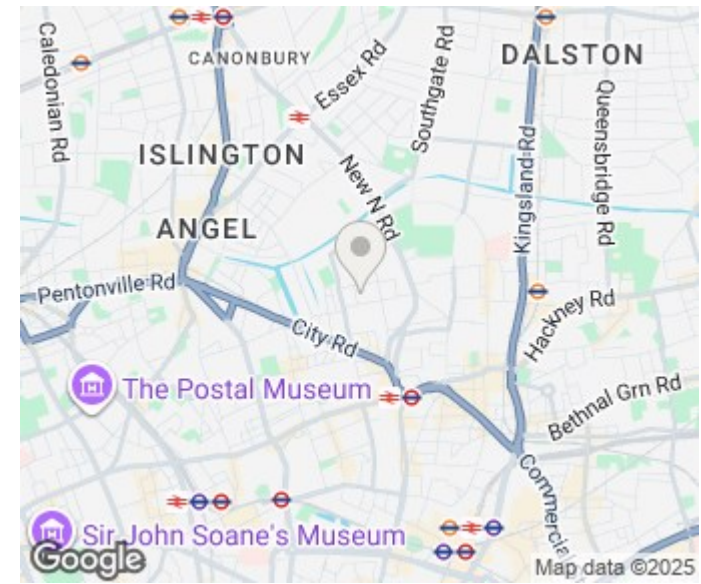 Caledonian Rd
CANONBURY
Essex Rd
Southgate Rd
DALSTON
Queensbridge Rd
ISLINGTON
New N Rd
Kingsland Rd
ANGEL
Pentonville Rd
City Rd
Hackney Rd
The Postal Museum
Bethnal Grn Rd
Commercial
Sir John Soane's Museum
Google
Map data ©2025